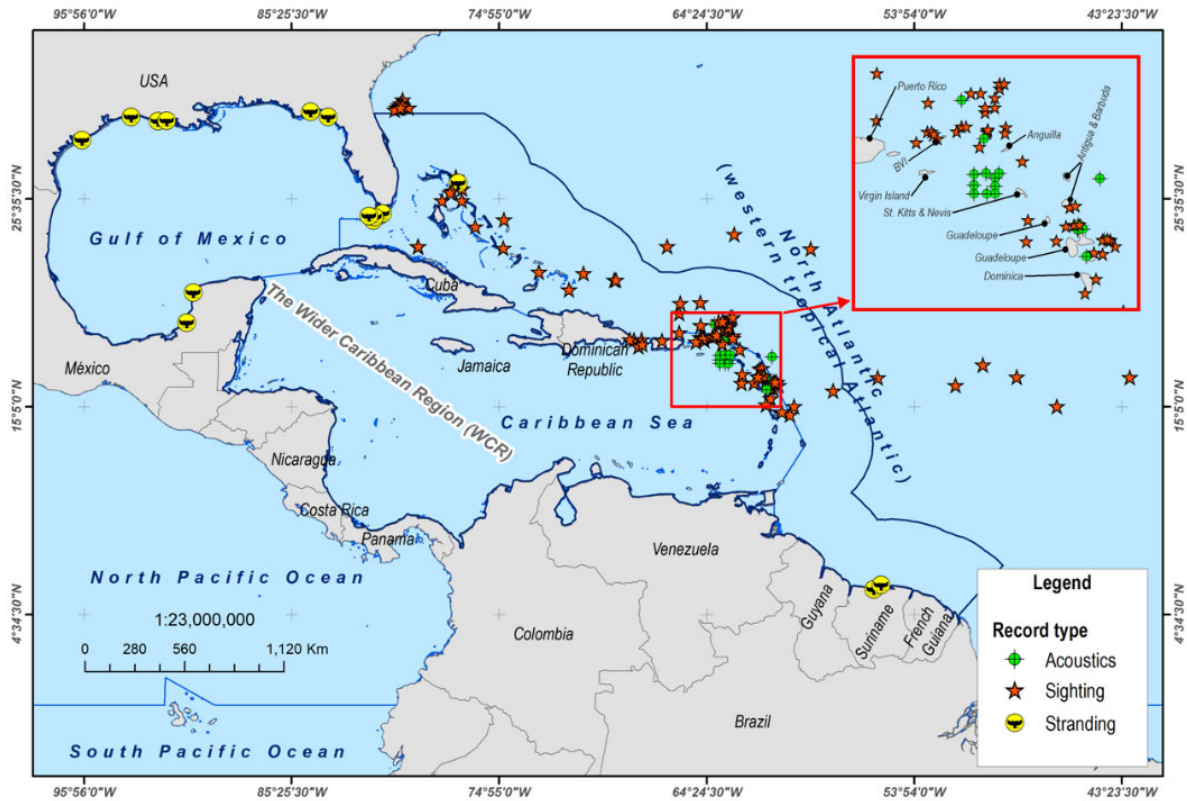 95°56'0"W 85°25'30"W 74°55'0"W 64°24'30"W 53°54'0"W 43°23'30"W
USA
Puerto Rico
Antigua & Barbuda
BVI
Anguilla
Virgin Island
St. Kitts & Nevis
Guadeloupe
Guadeloupe
Dominica
25°35'30"N
25°35'30"N
Gulf of Mexico
North Atlantic
(western tropical Atlantic)
The Wider Caribbean Region (WCR)
Cuba
México
Jamaica
Dominican
Republic
15°5'0"N
15°5'0"N
Caribbean Sea
Nicaragua
Costa Rica
Panama
Venezuela
Guyana
Suriname
French
Guiana
North Pacific Ocean
4°34'30"N
4°34'30"N
1:23,000,000
0 280 560 1,120 Km
Colombia
Brazil
South Pacific Ocean
Legend
Record type
Acoustics
Sighting
Stranding
95°56'0"W 85°25'30"W 74°55'0"W 64°24'30"W 53°54'0"W 43°23'30"W